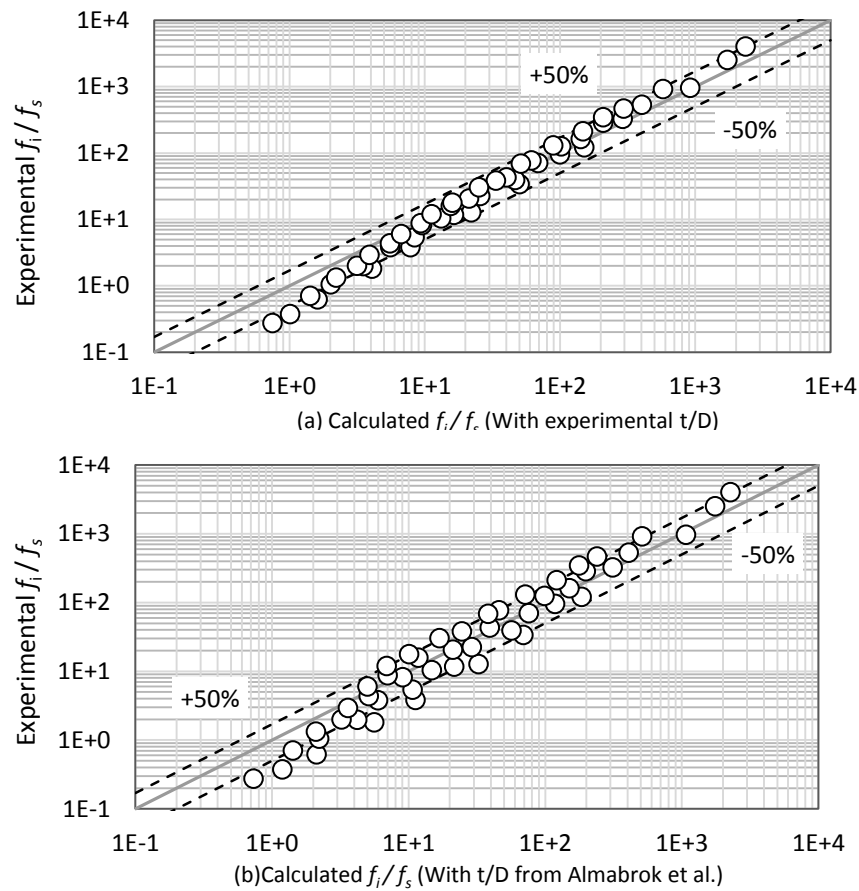 1E+4
1E+3
1E+2
1E+1
1E+0
1E-1
Experimental fi / fs
+50%
-50%
1E-1 1E+0 1E+1 1E+2 1E+3 1E+4
(a) Calculated fi / fs (With experimental t/D)
1E+4
1E+3
1E+2
1E+1
1E+0
1E-1
Experimental fi / fs
-50%
+50%
1E-1 1E+0 1E+1 1E+2 1E+3 1E+4
(b)Calculated fi / fs (With t/D from Almabrok et al.)